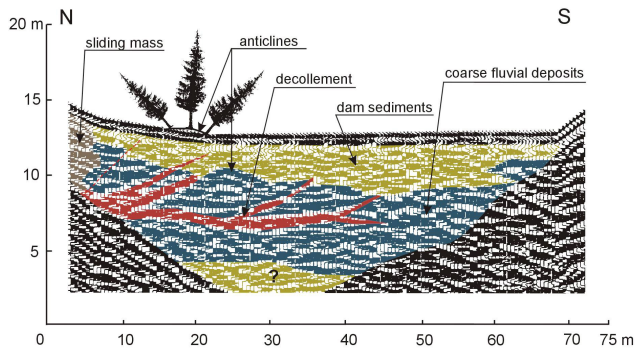 N S
20 m
sliding mass
anticlines
decollement
coarse fluvial deposits
15
dam sediments
10
5
?
0 10 20 30 40 50 60 70 75 m